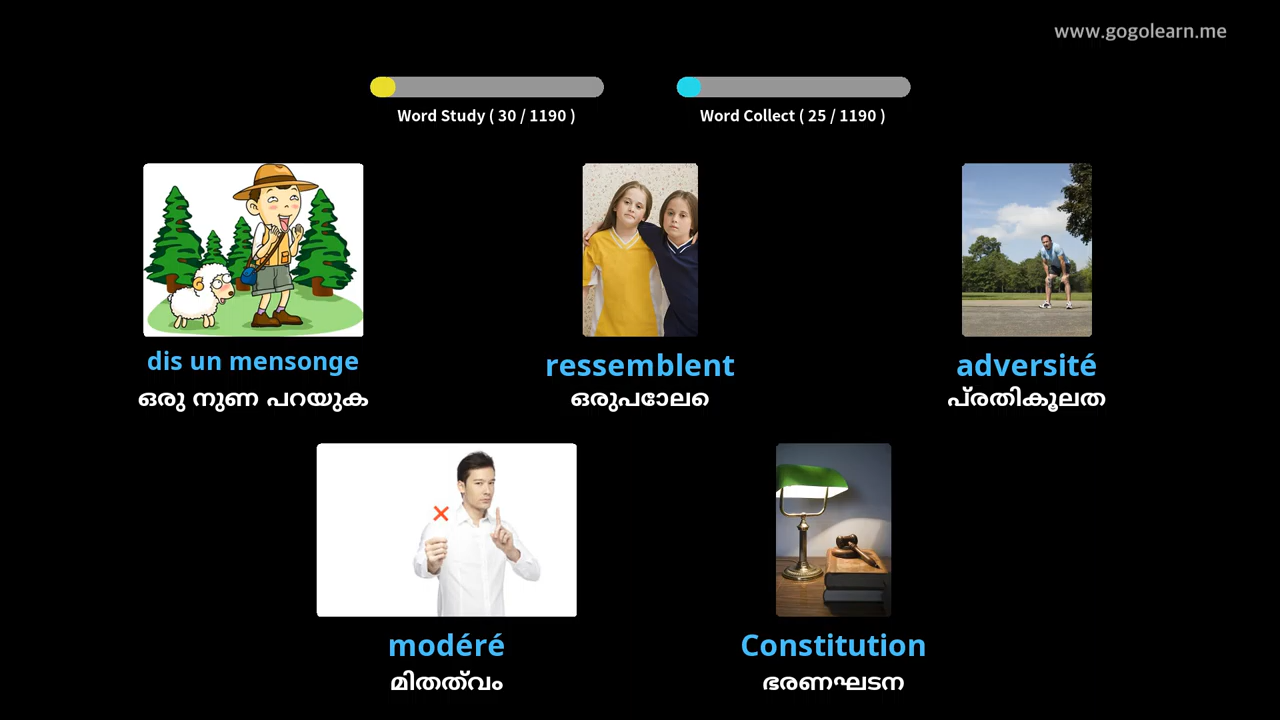 www.gogolearn.me
Word Study ( 30 / 1190 )
Word Collect ( 25 / 1190 )
dis un mensonge
ഒരു നുണ പറയുക
ressemblent
ഒരുപോലെ
adversité
പ്രതികൂലത
modéré
മിതത്വം
Constitution
ഭരണഘടന